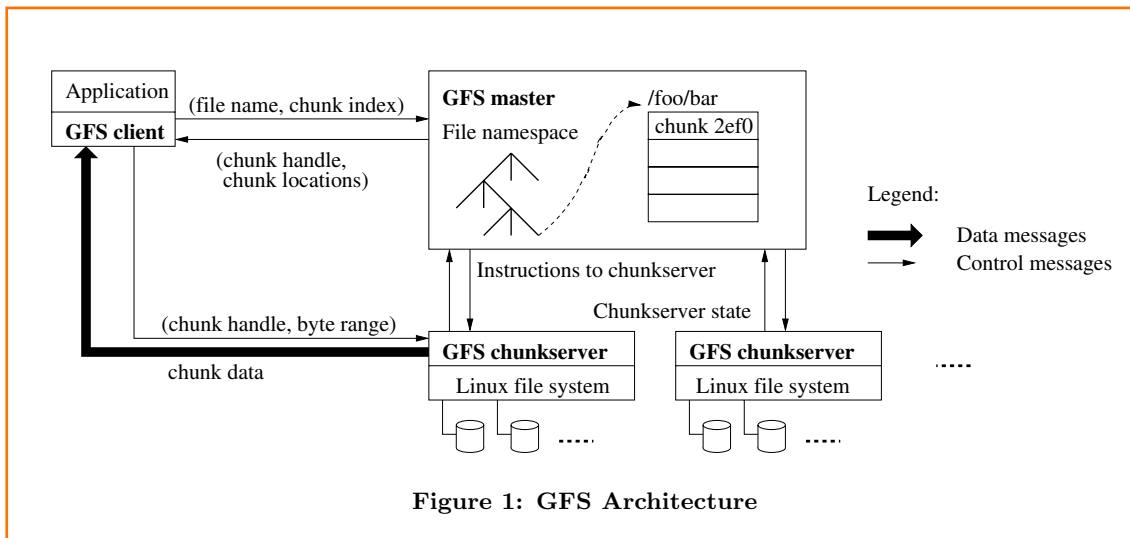 Application
GFS client
(file name, chunk index)
(chunk handle,
chunk locations)
GFS master
File namespace
/foo/bar
chunk 2ef0
Legend:
Data messages
Control messages
Instructions to chunkserver
Chunkserver state
(chunk handle, byte range)
chunk data
GFS chunkserver
Linux file system
GFS chunkserver
Linux file system
Figure 1: GFS Architecture